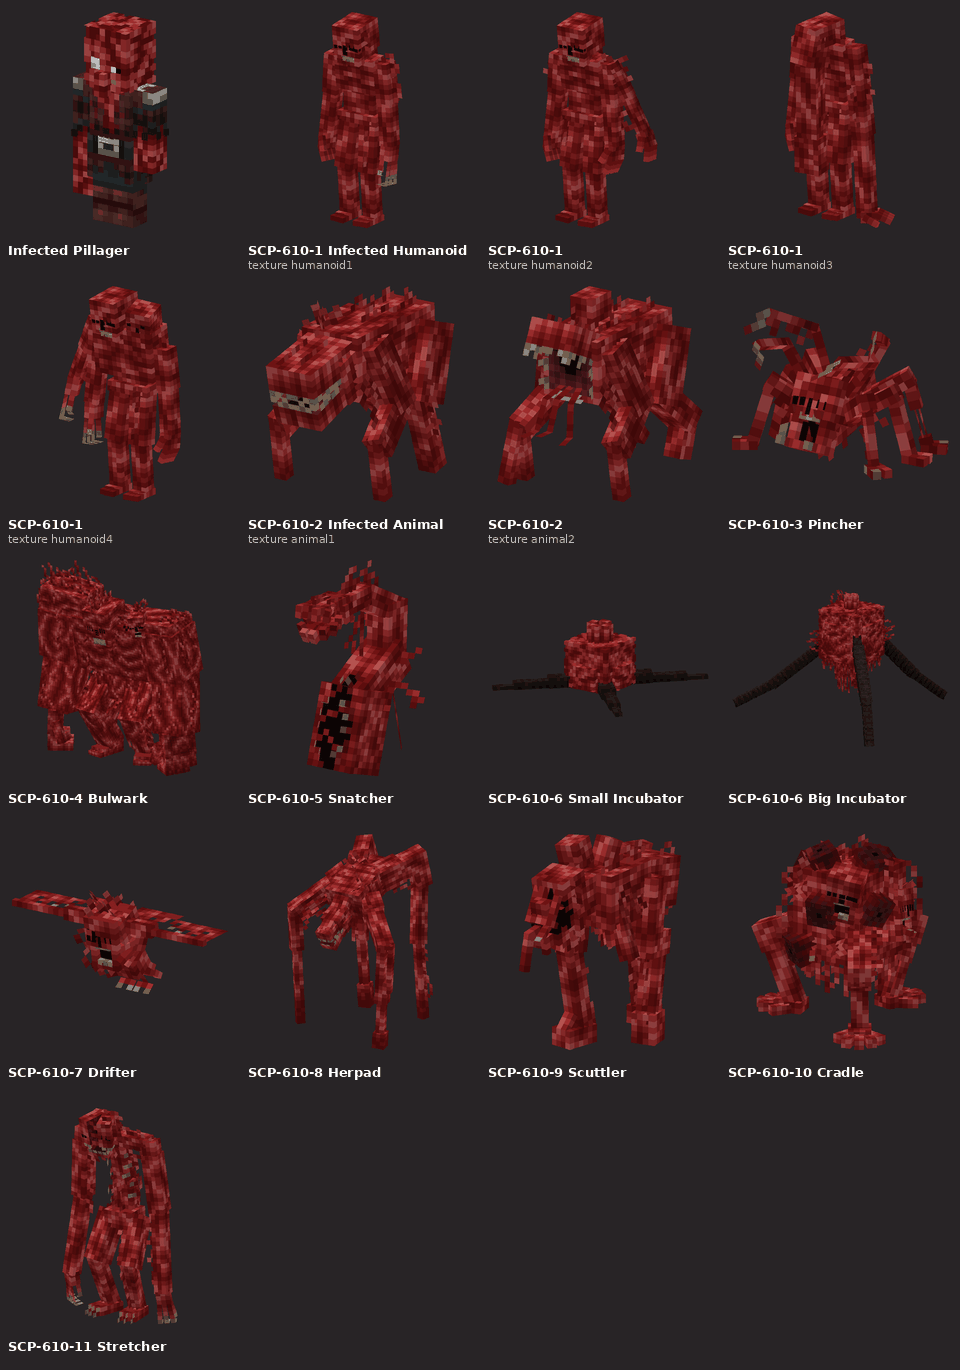 Infected Pillager
SCP-610-1 Infected Humanoid
texture humanoid1
SCP-610-1
texture humanoid2
SCP-610-1
texture humanoid3
SCP-610-1
texture humanoid4
SCP-610-2 Infected Animal
texture animal1
SCP-610-2
texture animal2
SCP-610-3 Pincher
SCP-610-4 Bulwark
SCP-610-5 Snatcher
SCP-610-6 Small Incubator
SCP-610-6 Big Incubator
SCP-610-7 Drifter
SCP-610-8 Herpad
SCP-610-9 Scuttler
SCP-610-10 Cradle
SCP-610-11 Stretcher